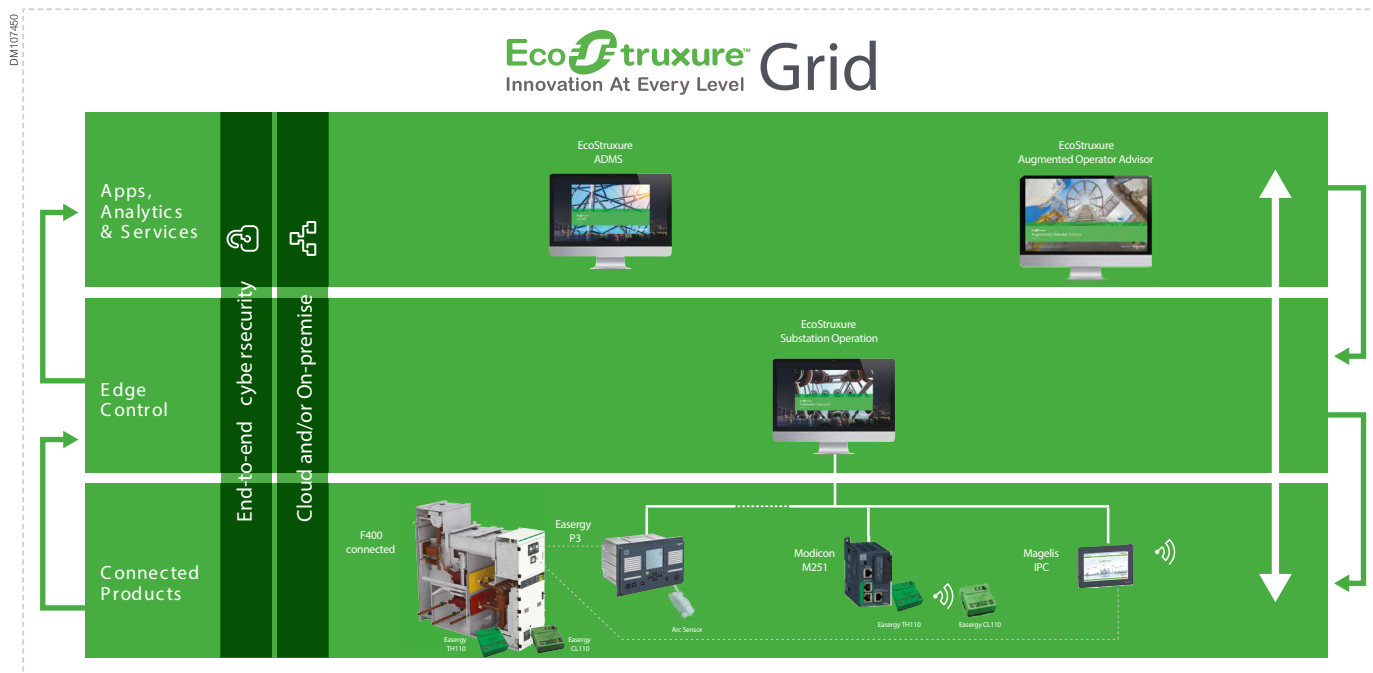 DM107450
EcoStruxure™ Grid
Innovation At Every Level
Apps,
Analytics
& Services
End-to-end cybe rsecurity
Cloud and/or On-premise
EcoStruxure
ADMS
EcoStruxure
Augmented Operator Advisor
Edge
Control
EcoStruxure
Substation Operation
Connected
Products
F400
connected
Easergy
P3
Modicon
M251
Magelis
IPC
Arc Sensor
Easergy
TH110
Easergy
CL110
Easergy TH110
Easergy CL110